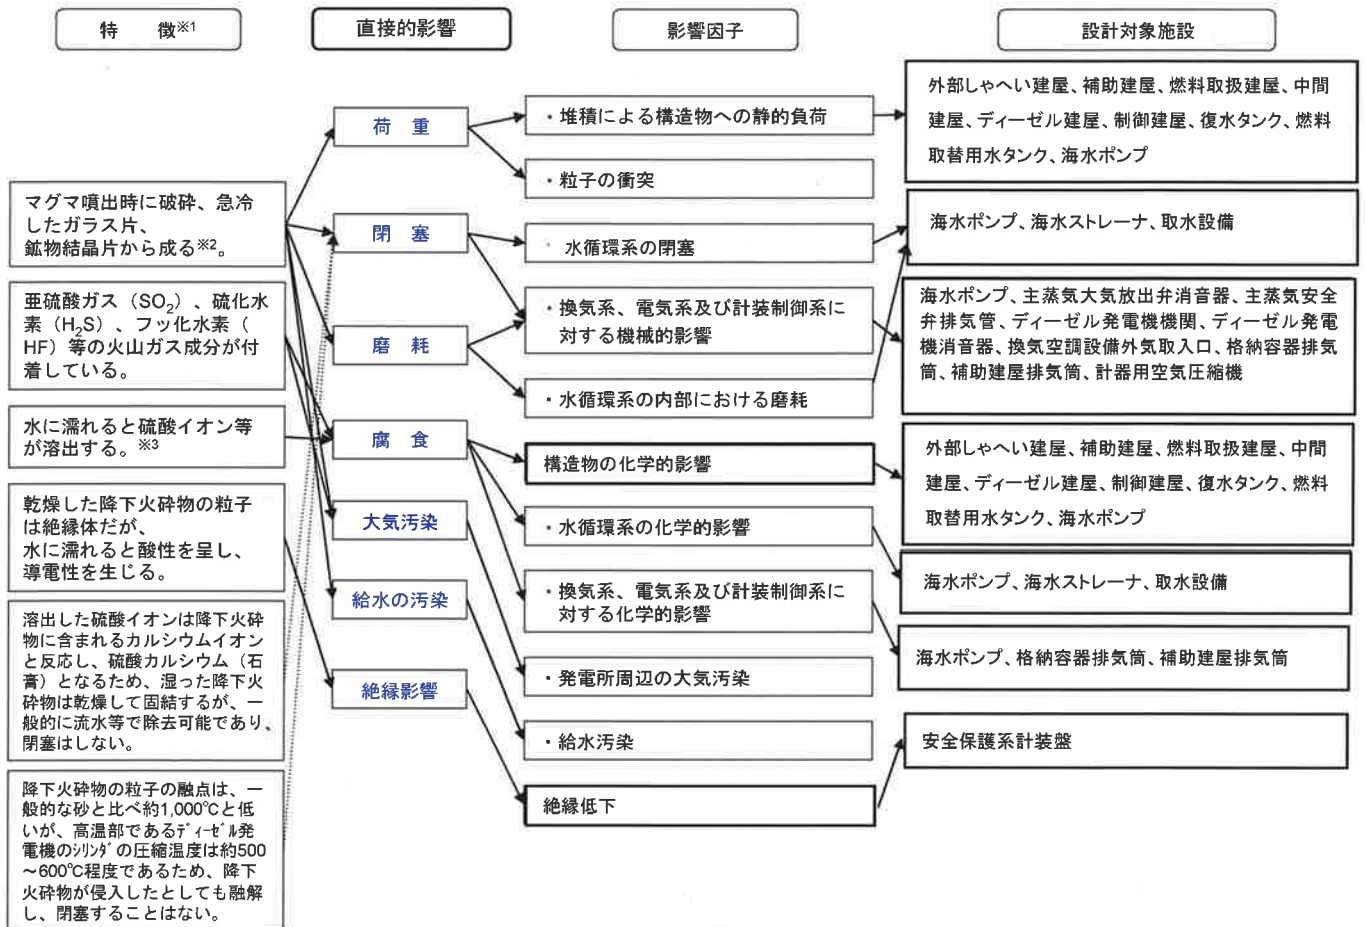 特　徴※1
直接的影響
影響因子
設計対象施設
マグマ噴出時に破砕、急冷
したガラス片、
鉱物結晶片から成る※2。
亜硫酸ガス（SO2）、硫化水
素（H2S）、フッ化水素（
HF）等の火山ガス成分が付
着している。
水に濡れると硫酸イオン等
が溶出する。※3
乾燥した降下火砕物の粒子
は絶縁体だが、
水に濡れると酸性を呈し、
導電性を生じる。
溶出した硫酸イオンは降下火砕
物に含まれるカルシウムイオン
と反応し、硫酸カルシウム（石
膏）となるため、湿った降下火
砕物は乾燥して固結するが、一
般的に流水等で除去可能であり、
閉塞はしない。
降下火砕物の粒子の融点は、一
般的な砂と比べ約1,000℃と低
いが、高温部であるディーゼル発
電機のシリンダの圧縮温度は約500
～600℃程度であるため、降下
火砕物が侵入したとしても融解
し、閉塞することはない。
荷　重
閉　塞
磨　耗
腐　食
大気汚染
給水の汚染
絶縁影響
・堆積による構造物への静的負荷
・粒子の衝突
・水循環系の閉塞
・換気系、電気系及び計装制御系に
対する機械的影響
・水循環系の内部における磨耗
構造物の化学的影響
・水循環系の化学的影響
・換気系、電気系及び計装制御系に
対する化学的影響
・発電所周辺の大気汚染
・給水汚染
絶縁低下
外部しゃへい建屋、補助建屋、燃料取扱建屋、中間
建屋、ディーゼル建屋、制御建屋、復水タンク、燃料
取替用水タンク、海水ポンプ
海水ポンプ、海水ストレーナ、取水設備
海水ポンプ、主蒸気大気放出弁消音器、主蒸気安全
弁排気管、ディーゼル発電機機関、ディーゼル発電
機消音器、換気空調設備外気取入口、格納容器排気
筒、補助建屋排気筒、計器用空気圧縮機
外部しゃへい建屋、補助建屋、燃料取扱建屋、中間
建屋、ディーゼル建屋、制御建屋、復水タンク、燃料
取替用水タンク、海水ポンプ
海水ポンプ、海水ストレーナ、取水設備
海水ポンプ、格納容器排気筒、補助建屋排気筒
安全保護系計装盤